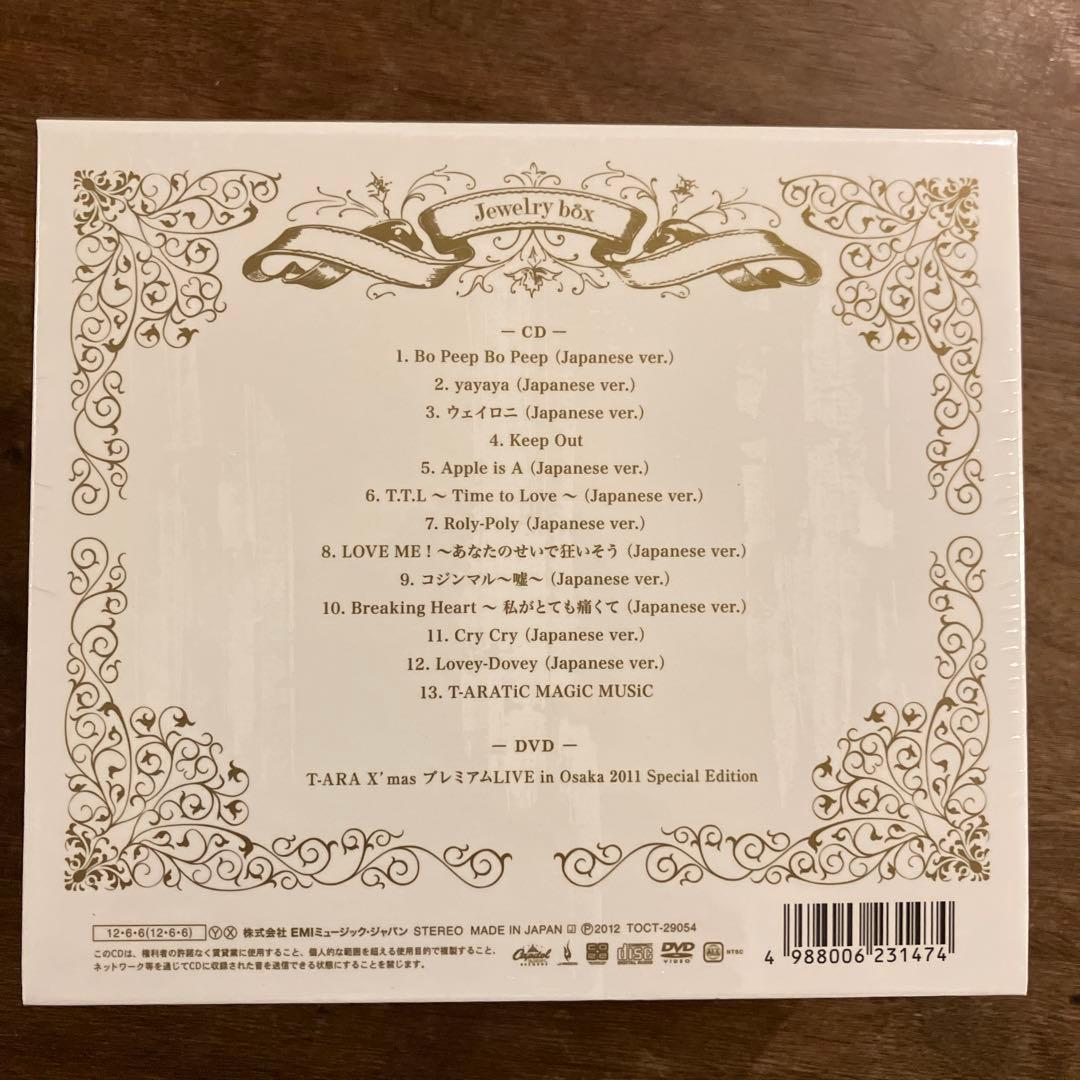 Jewelry box
— CD —
1. Bo Peep Bo Peep (Japanese ver.)
2. yayaya (Japanese ver.)
3. ウェイロニ (Japanese ver.)
4. Keep Out
5. Apple is A (Japanese ver.)
6. T.T.L ～ Time to Love ～ (Japanese ver.)
7. Roly-Poly (Japanese ver.)
8. LOVE ME！～あなたのせいで狂いそう (Japanese ver.)
9. コジンマル～嘘～ (Japanese ver.)
10. Breaking Heart ～ 私がとても痛くて (Japanese ver.)
11. Cry Cry (Japanese ver.)
12. Lovey-Dovey (Japanese ver.)
13. T-ARATiC MAGiC MUSiC
— DVD —
T-ARA X'mas プレミアムLIVE in Osaka 2011 Special Edition
12・6・6(12・6・6) Ⓨ Ⓧ 株式会社 EMIミュージック・ジャパン STEREO MADE IN JAPAN ℗2012 TOCT-29054
このCDは、権利者の許諾なく賃貸業に使用すること、個人的な範囲を超える使用目的で複製すること、
ネットワーク等を通じてCDに収録された音を送信できる状態にすることを禁じます。
Capitol disc DIGITAL AUDIO DVD VIDEO ALL NTSC
4 988006 231474